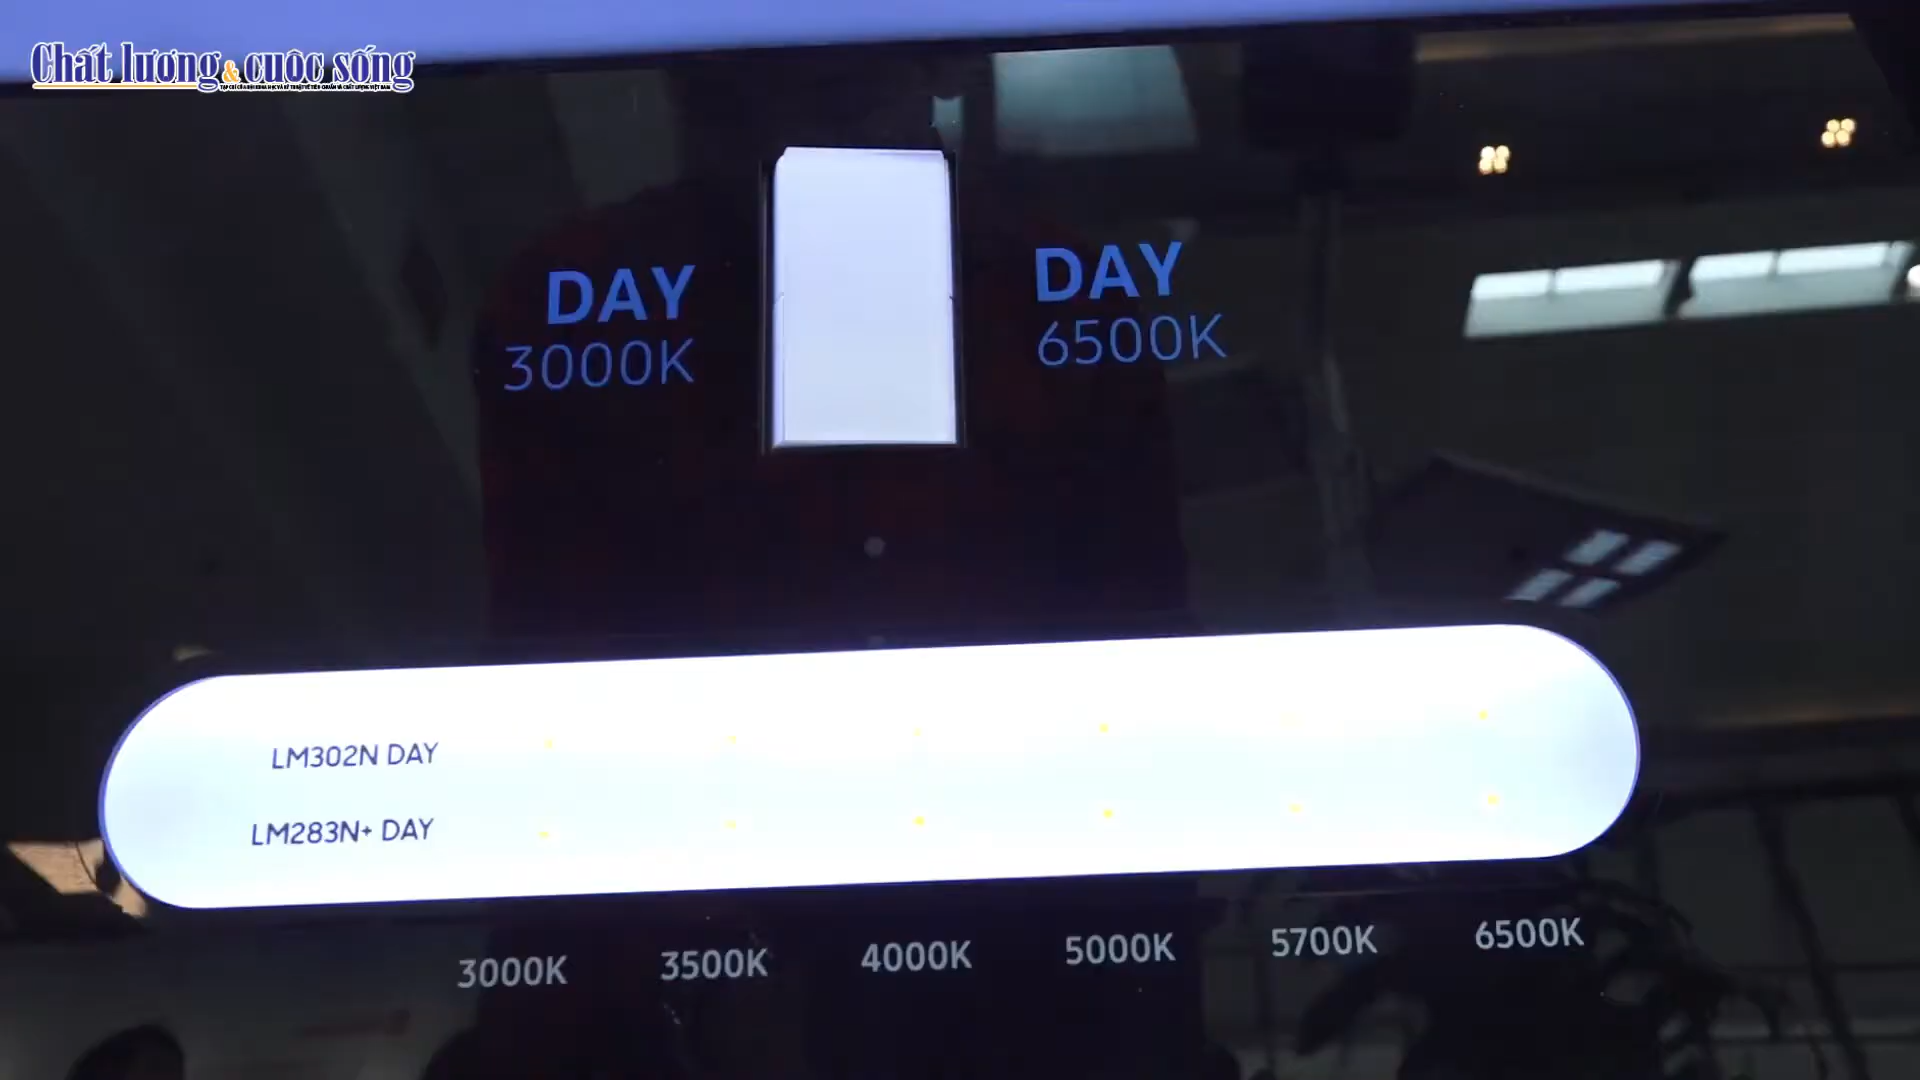 Chất lượng & cuộc sống
DAY
3000K
DAY
6500K
LM302N DAY
LM283N+ DAY
3000K 3500K 4000K 5000K 5700K 6500K